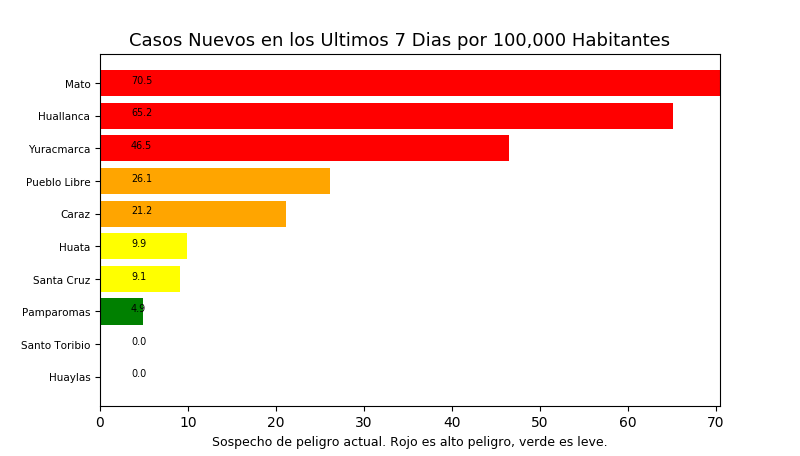 Casos Nuevos en los Ultimos 7 Dias por 100,000 Habitantes
Mato 70.5
Huallanca 65.2
Yuracmarca 46.5
Pueblo Libre 26.1
Caraz 21.2
Huata 9.9
Santa Cruz 9.1
Pamparomas 4.9
Santo Toribio 0.0
Huaylas 0.0
0 10 20 30 40 50 60 70
Sospecho de peligro actual. Rojo es alto peligro, verde es leve.